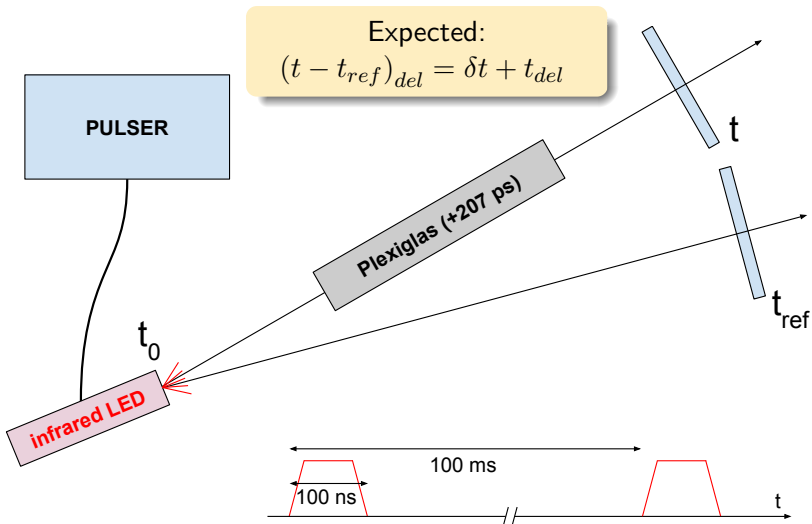 Expected:
(t − t_ref)_del = δt + t_del
PULSER
t
Plexiglas (+207 ps)
t_ref
t_0
infrared LED
100 ms
100 ns
t